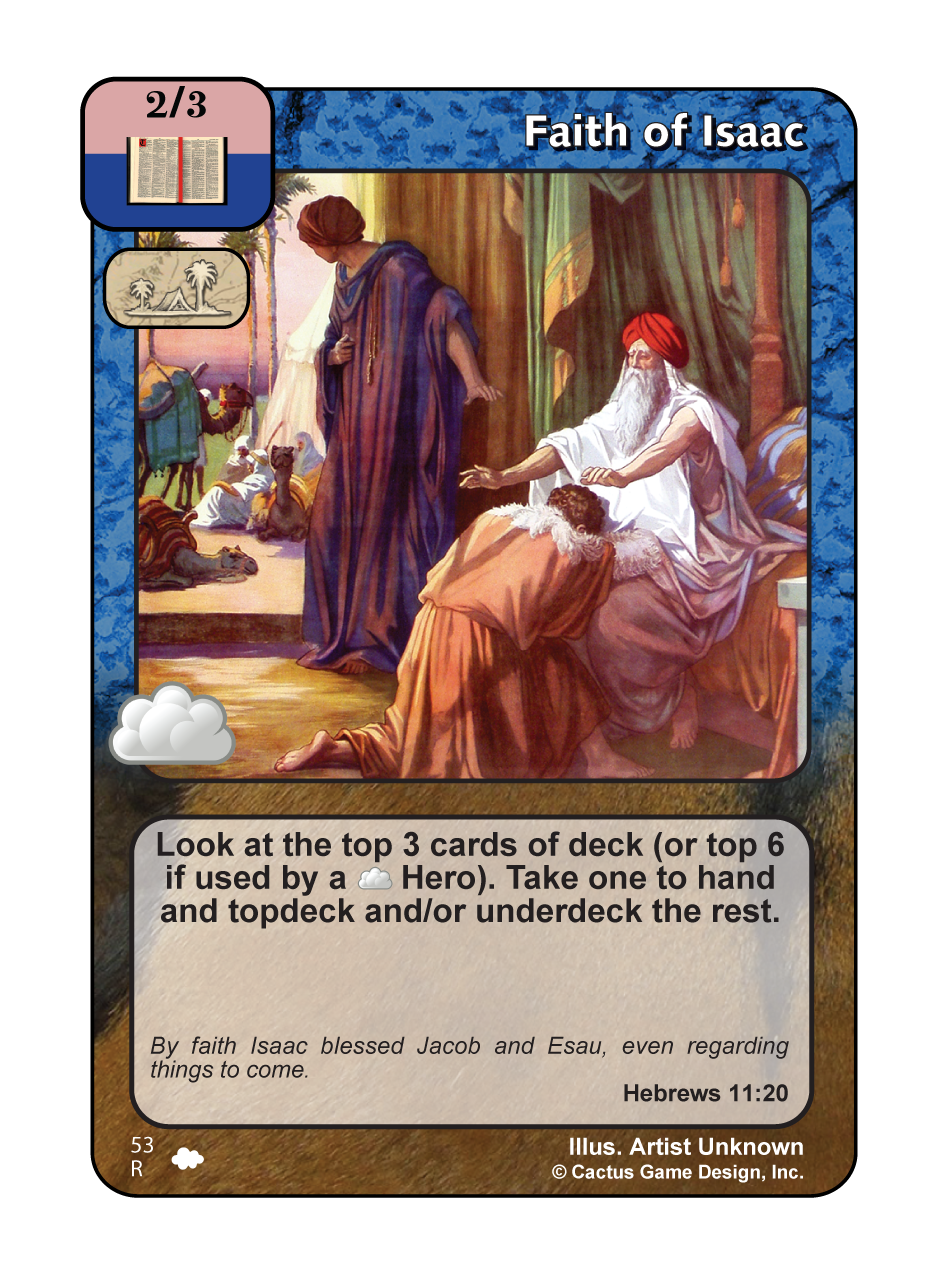 2/3
Faith of Isaac
Look at the top 3 cards of deck (or top 6
if used by a Hero). Take one to hand
and topdeck and/or underdeck the rest.
By faith Isaac blessed Jacob and Esau, even regarding
things to come.
Hebrews 11:20
53
R
Illus. Artist Unknown
© Cactus Game Design, Inc.